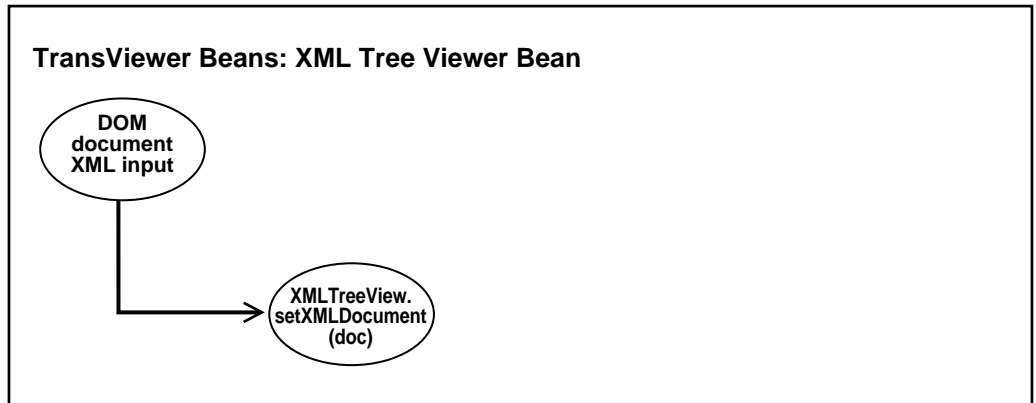 TransViewer Beans: XML Tree Viewer Bean
DOM
document
XML input
XMLTreeView.
setXMLDocument
(doc)